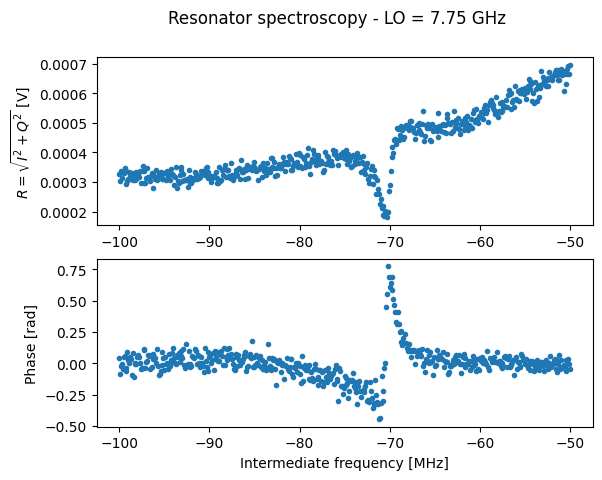 Resonator spectroscopy - LO = 7.75 GHz
R = √I² + Q² [V]
0.0007
0.0006
0.0005
0.0004
0.0003
0.0002
−100 −90 −80 −70 −60 −50
Phase [rad]
0.75
0.50
0.25
0.00
−0.25
−0.50
−100 −90 −80 −70 −60 −50
Intermediate frequency [MHz]